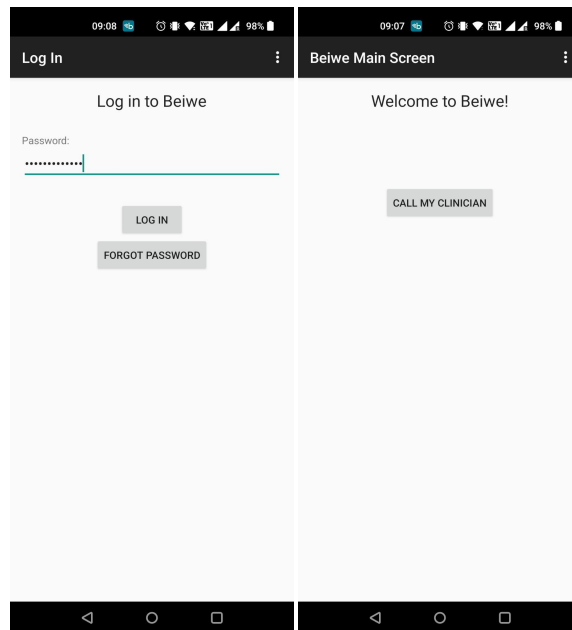 09:08
98%
Log In
Log in to Beiwe
Password:
•••••••••••••
LOG IN
FORGOT PASSWORD
09:07
98%
Beiwe Main Screen
Welcome to Beiwe!
CALL MY CLINICIAN